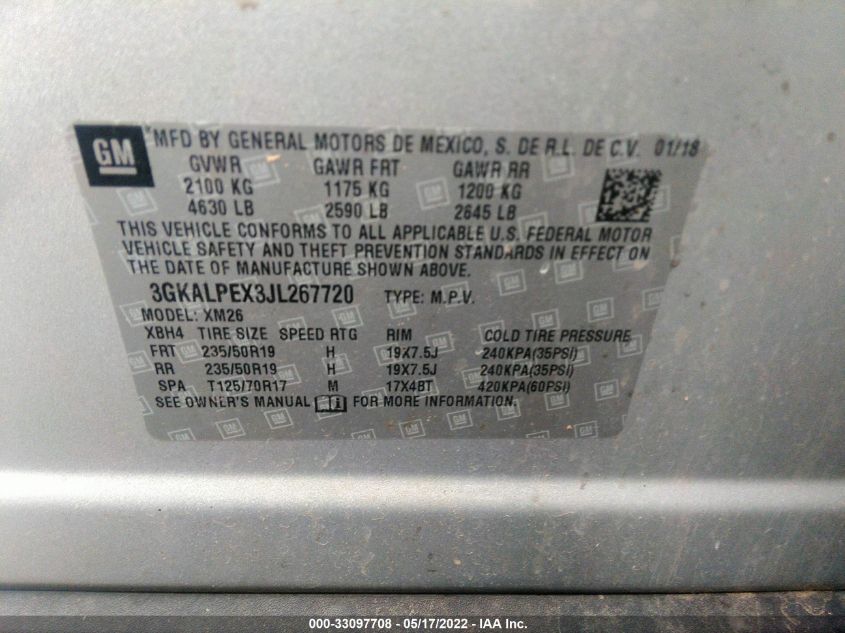 GM
*MFD BY GENERAL MOTORS DE MEXICO, S. DE R.L. DE C.V. 01/18
GVWR GAWR FRT GAWR RR
2100 KG 1175 KG 1200 KG
4630 LB 2590 LB 2645 LB
THIS VEHICLE CONFORMS TO ALL APPLICABLE U.S. FEDERAL MOTOR
VEHICLE SAFETY AND THEFT PREVENTION STANDARDS IN EFFECT ON
THE DATE OF MANUFACTURE SHOWN ABOVE.
3GKALPEX3JL267720 TYPE: M.P.V.
MODEL: XM26
XBH4 TIRE SIZE SPEED RTG RIM COLD TIRE PRESSURE
FRT 235/50R19 H 19X7.5J 240KPA(35PSI)
RR 235/50R19 H 19X7.5J 240KPA(35PSI)
SPA T125/70R17 M 17X4BT 420KPA(60PSI)
SEE OWNER'S MANUAL FOR MORE INFORMATION.
000-33097708 - 05/17/2022 - IAA Inc.